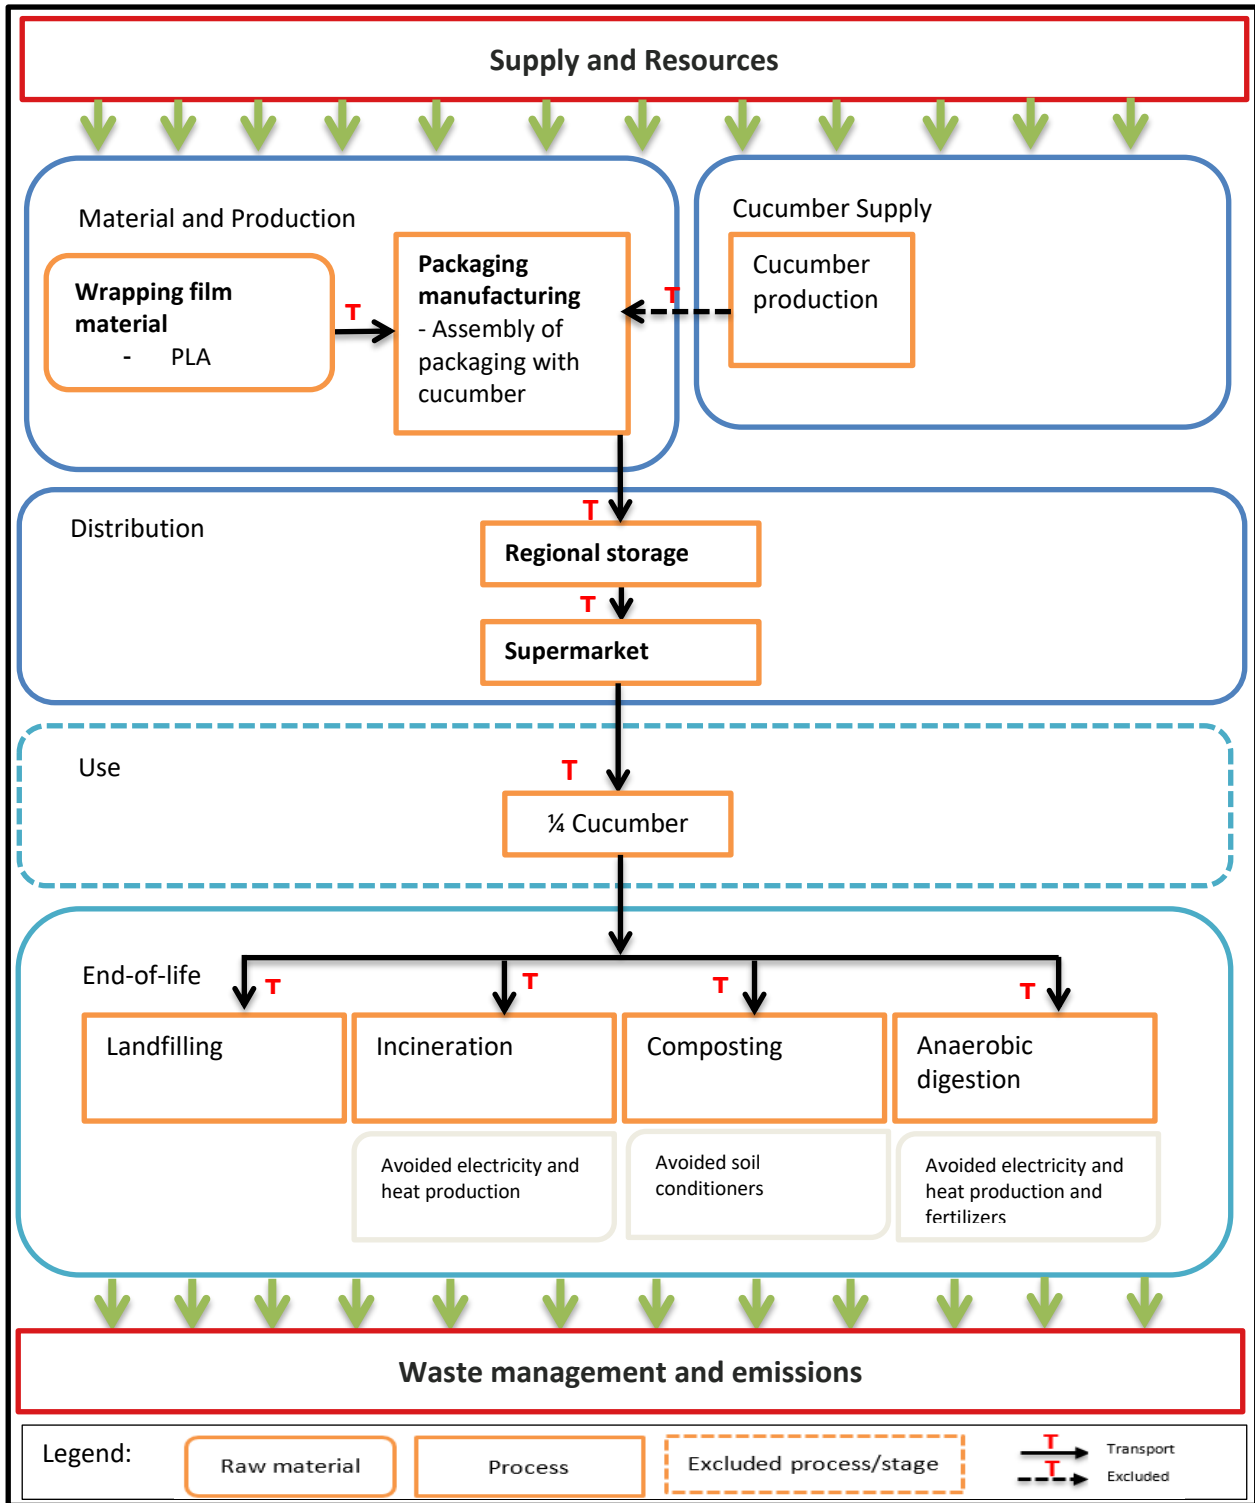 Supply and Resources
Material and Production
Cucumber Supply
Wrapping film
material
- PLA
T
Packaging
manufacturing
- Assembly of
packaging with
cucumber
T
Cucumber
production
T
Distribution
Regional storage
T
Supermarket
Use
T
¼ Cucumber
End-of-life
T
T
T
T
Landfilling
Incineration
Composting
Anaerobic
digestion
Avoided electricity and
heat production
Avoided soil
conditioners
Avoided electricity and
heat production and
fertilizers
Waste management and emissions
Legend:
Raw material
Process
Excluded process/stage
T
Transport
T
Excluded